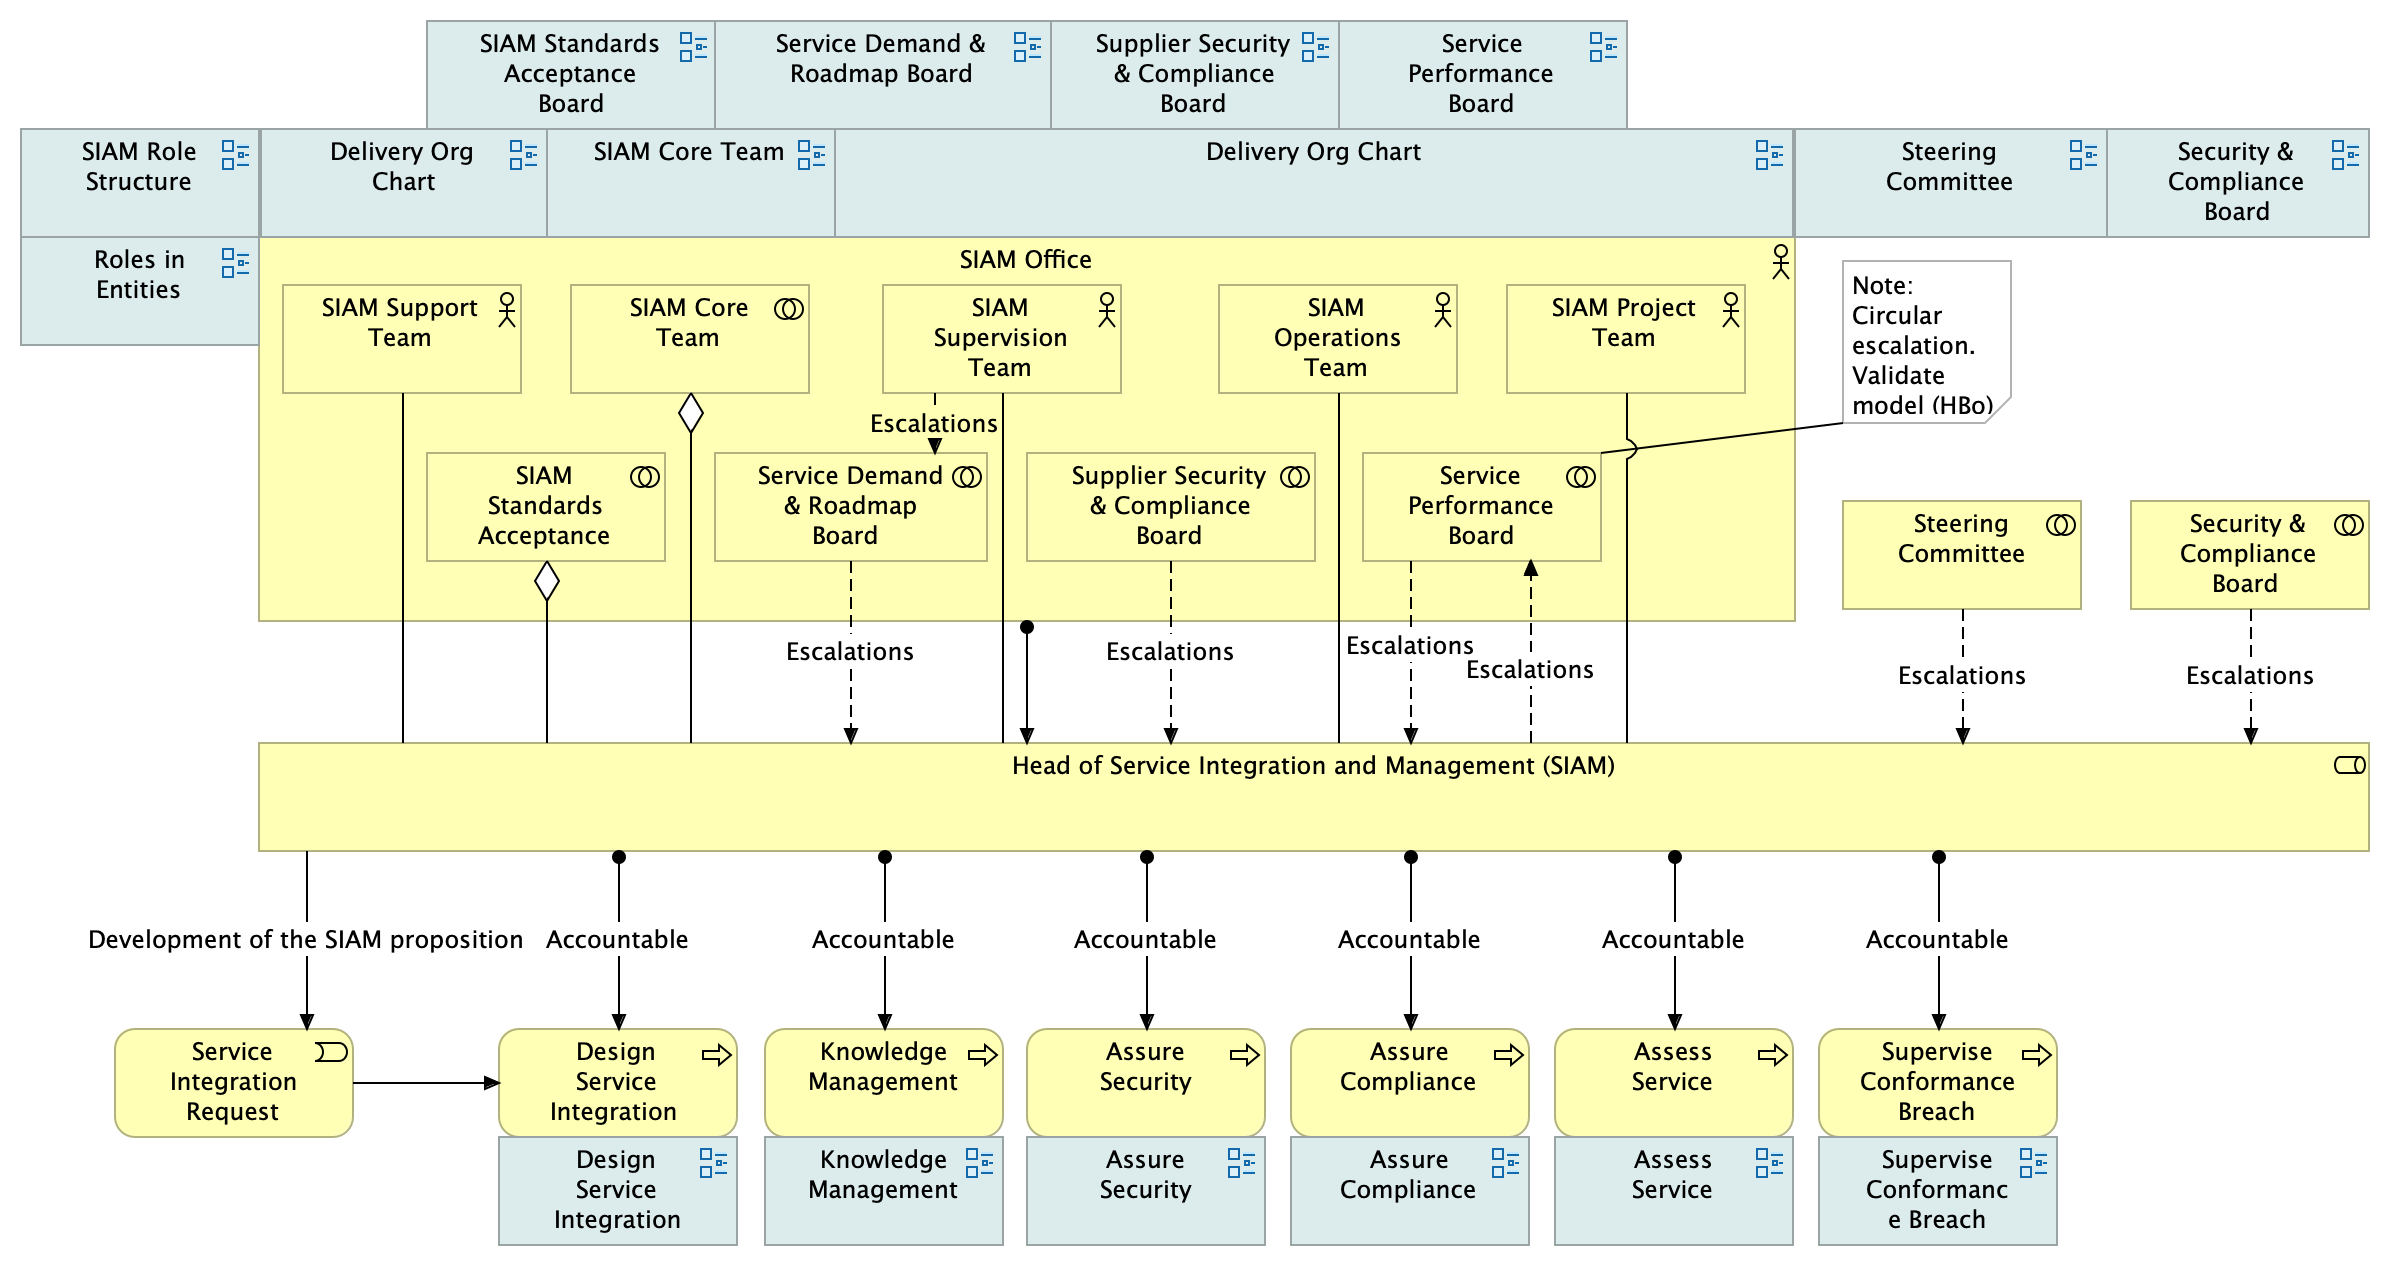 SIAM Standards
Acceptance
Board
Service Demand &
Roadmap Board
Supplier Security
& Compliance
Board
Service
Performance
Board
SIAM Role
Structure
Delivery Org
Chart
SIAM Core Team
Delivery Org Chart
Steering
Committee
Security &
Compliance
Board
Roles in
Entities
SIAM Office
Note:
Circular
escalation.
Validate
model (HBo)
SIAM Support
Team
SIAM Core
Team
SIAM
Supervision
Team
SIAM
Operations
Team
SIAM Project
Team
Escalations
SIAM
Standards
Acceptance
Service Demand
& Roadmap
Board
Supplier Security
& Compliance
Board
Service
Performance
Board
Steering
Committee
Security &
Compliance
Board
Escalations
Escalations
Escalations
Escalations
Escalations
Escalations
Head of Service Integration and Management (SIAM)
Development of the SIAM proposition
Accountable
Accountable
Accountable
Accountable
Accountable
Accountable
Service
Integration
Request
Design
Service
Integration
Knowledge
Management
Assure
Security
Assure
Compliance
Assess
Service
Supervise
Conformance
Breach
Design
Service
Integration
Knowledge
Management
Assure
Security
Assure
Compliance
Assess
Service
Supervise
Conformanc
e Breach